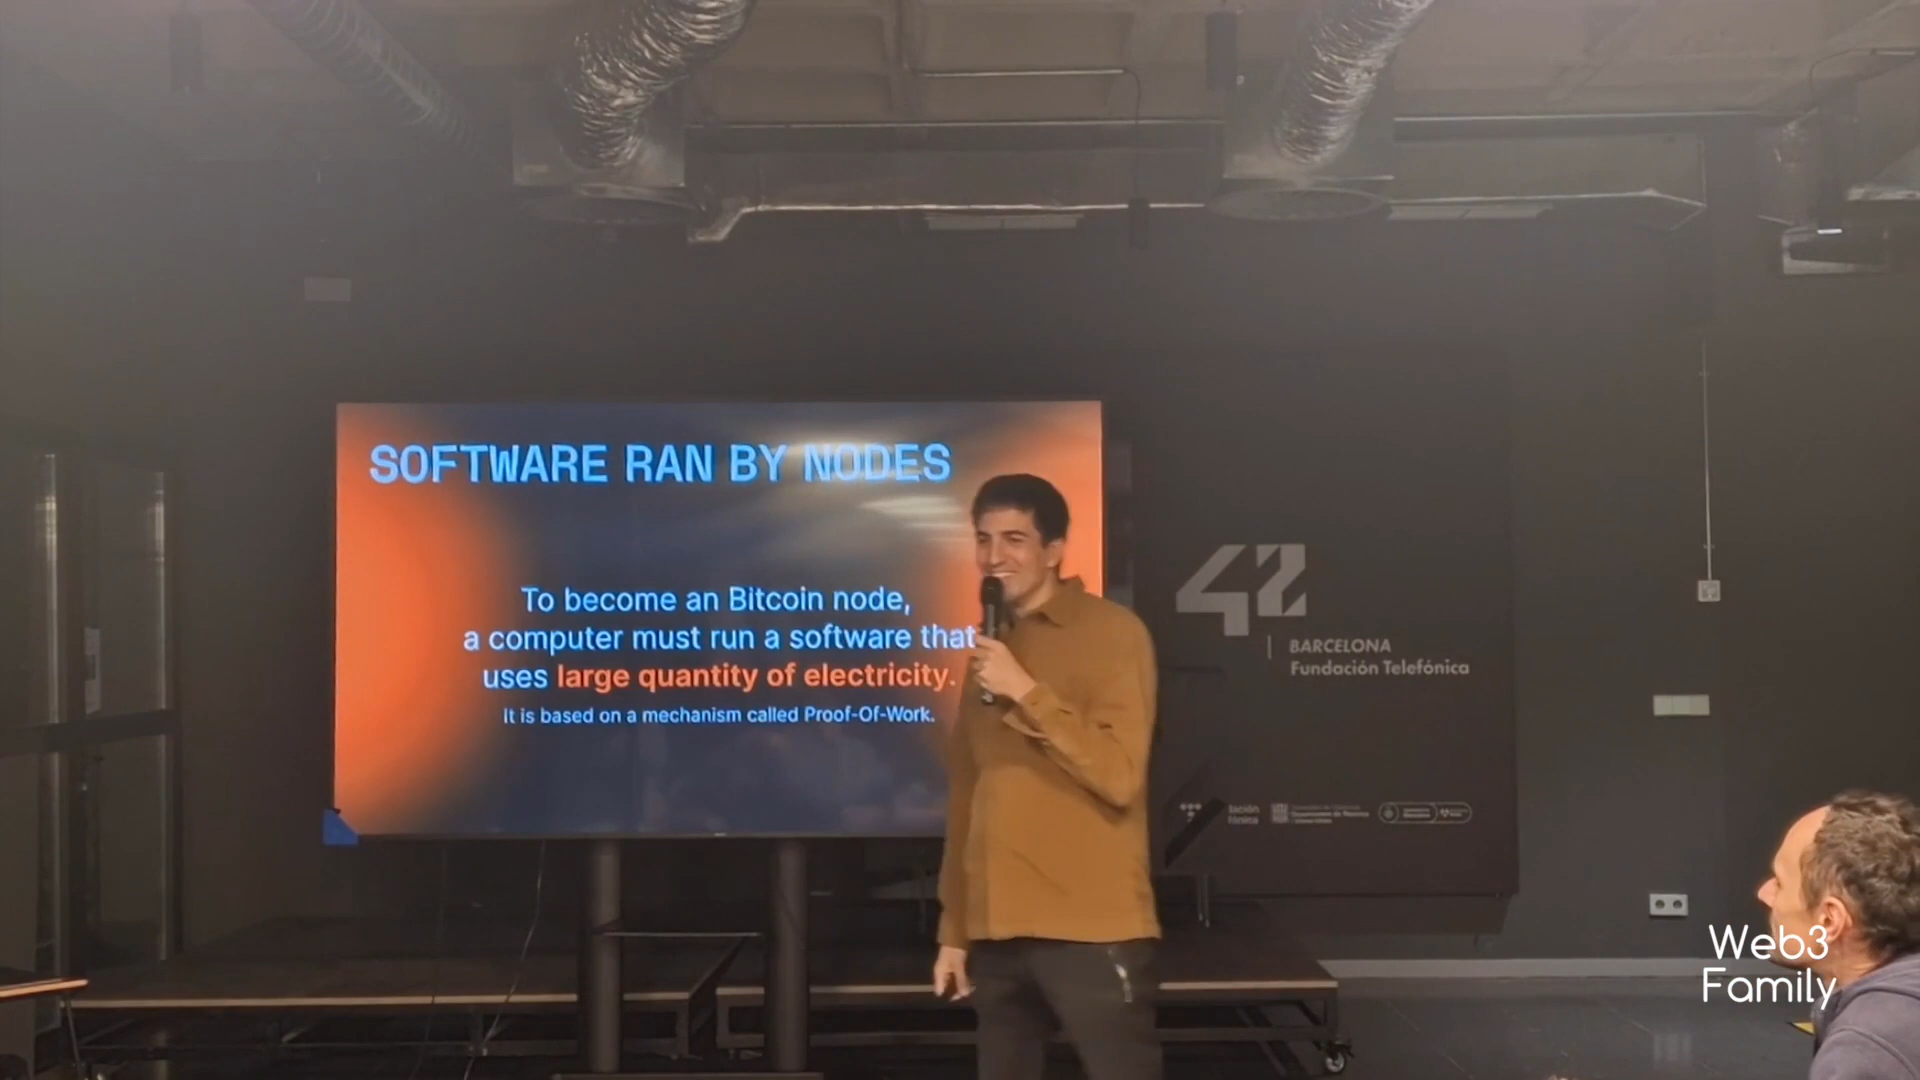 SOFTWARE RAN BY NODES
To become an Bitcoin node,
a computer must run a software that
uses large quantity of electricity.
It is based on a mechanism called Proof-Of-Work.
42
BARCELONA
Fundación Telefónica
Web3
Family